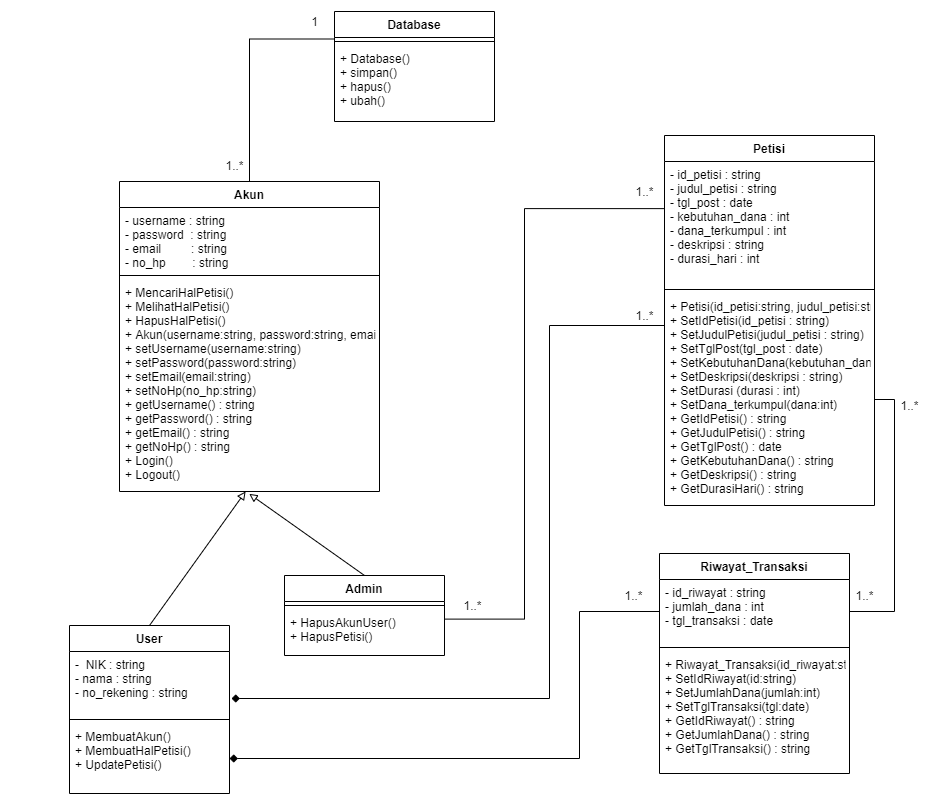 Database
+ Database()
+ simpan()
+ hapus()
+ ubah()
1
1..*
Akun
- username : string
- password : string
- email : string
- no_hp : string
+ MencariHalPetisi()
+ MelihatHalPetisi()
+ HapusHalPetisi()
+ Akun(username:string, password:string, emai
+ setUsername(username:string)
+ setPassword(password:string)
+ setEmail(email:string)
+ setNoHp(no_hp:string)
+ getUsername() : string
+ getPassword() : string
+ getEmail() : string
+ getNoHp() : string
+ Login()
+ Logout()
Petisi
- id_petisi : string
- judul_petisi : string
- tgl_post : date
- kebutuhan_dana : int
- dana_terkumpul : int
- deskripsi : string
- durasi_hari : int
+ Petisi(id_petisi:string, judul_petisi:st
+ SetIdPetisi(id_petisi : string)
+ SetJudulPetisi(judul_petisi : string)
+ SetTglPost(tgl_post : date)
+ SetKebutuhanDana(kebutuhan_dan
+ SetDeskripsi(deskripsi : string)
+ SetDurasi (durasi : int)
+ SetDana_terkumpul(dana:int)
+ GetIdPetisi() : string
+ GetJudulPetisi() : string
+ GetTglPost() : date
+ GetKebutuhanDana() : string
+ GetDeskripsi() : string
+ GetDurasiHari() : string
1..*
1..*
1..*
Admin
+ HapusAkunUser()
+ HapusPetisi()
1..*
User
- NIK : string
- nama : string
- no_rekening : string
+ MembuatAkun()
+ MembuatHalPetisi()
+ UpdatePetisi()
Riwayat_Transaksi
- id_riwayat : string
- jumlah_dana : int
- tgl_transaksi : date
+ Riwayat_Transaksi(id_riwayat:st
+ SetIdRiwayat(id:string)
+ SetJumlahDana(jumlah:int)
+ SetTglTransaksi(tgl:date)
+ GetIdRiwayat() : string
+ GetJumlahDana() : string
+ GetTglTransaksi() : string
1..*
1..*